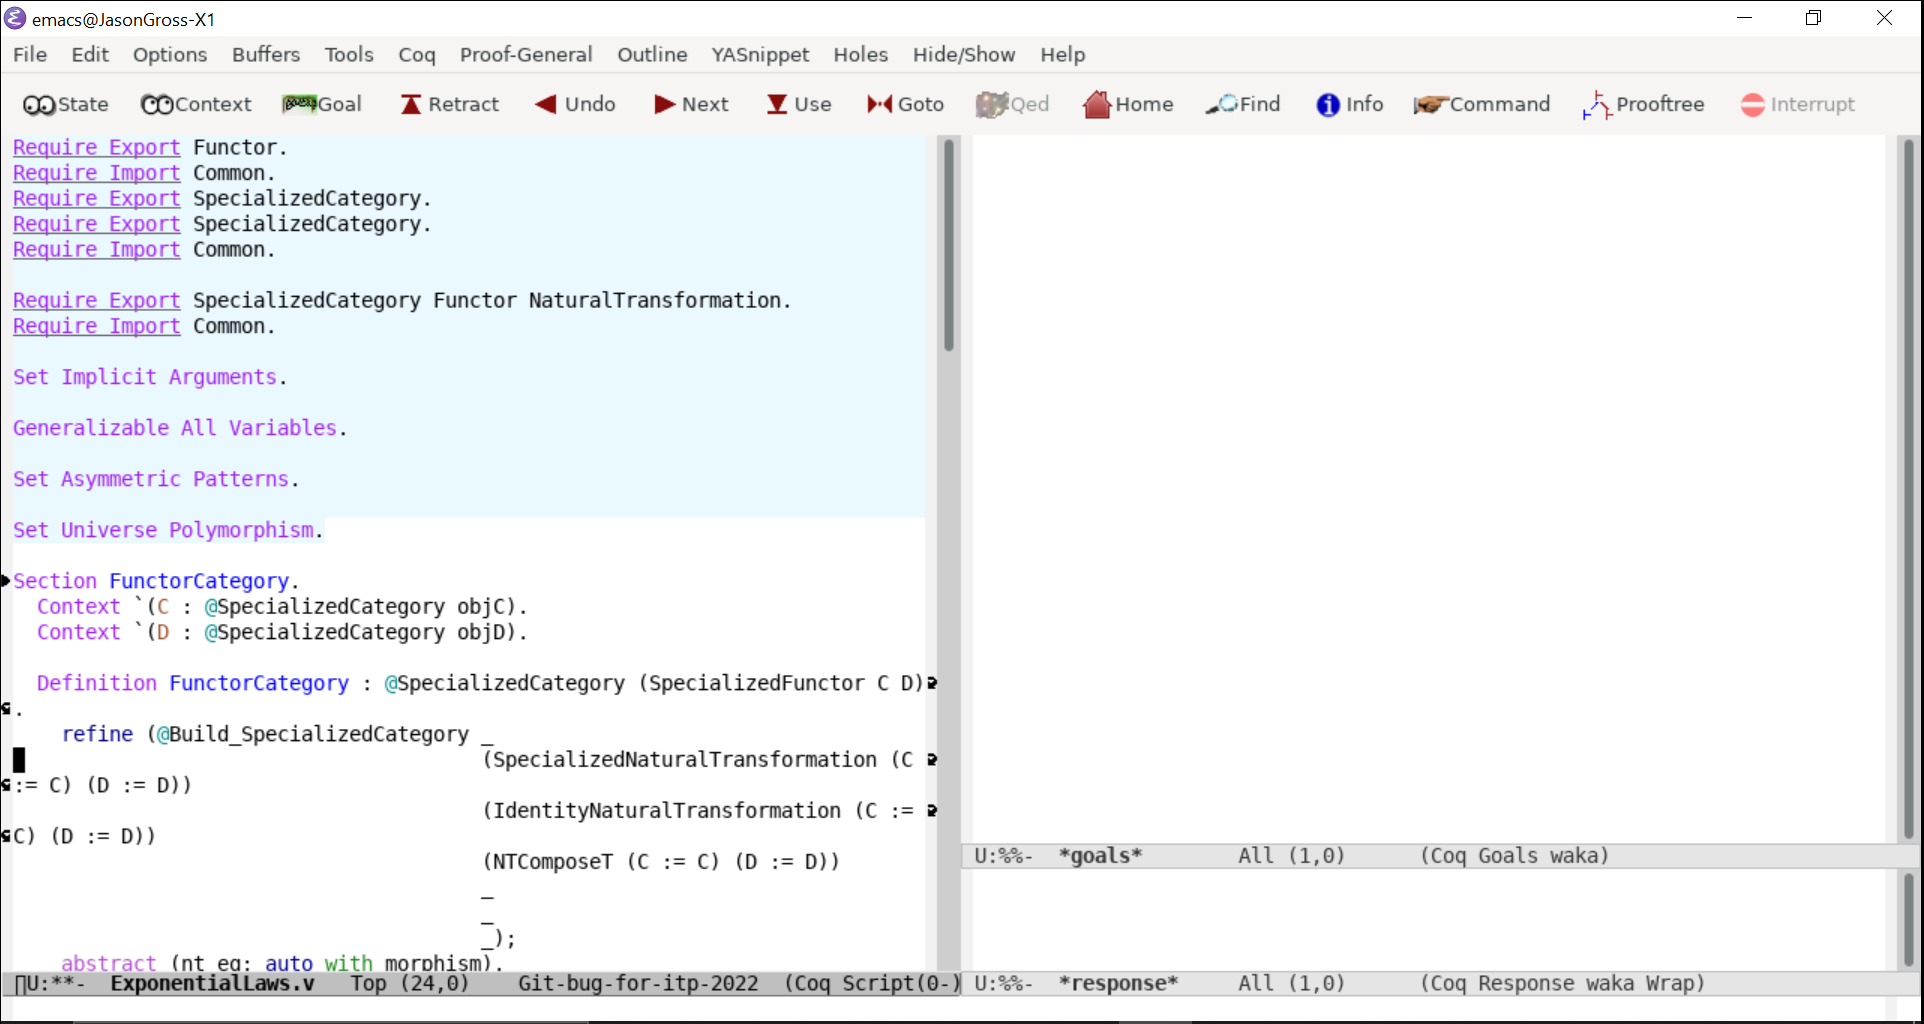 emacs@JasonGross-X1
File Edit Options Buffers Tools Coq Proof-General Outline YASnippet Holes Hide/Show Help
State Context Goal Retract Undo Next Use Goto Qed Home Find Info Command Prooftree Interrupt
Require Export Functor.
Require Import Common.
Require Export SpecializedCategory.
Require Export SpecializedCategory.
Require Import Common.
Require Export SpecializedCategory Functor NaturalTransformation.
Require Import Common.
Set Implicit Arguments.
Generalizable All Variables.
Set Asymmetric Patterns.
Set Universe Polymorphism.
Section FunctorCategory.
  Context `(C : @SpecializedCategory objC).
  Context `(D : @SpecializedCategory objD).
  Definition FunctorCategory : @SpecializedCategory (SpecializedFunctor C D)
.
    refine (@Build_SpecializedCategory _
                                       (SpecializedNaturalTransformation (C
:= C) (D := D))
                                       (IdentityNaturalTransformation (C :=
C) (D := D))
                                       (NTComposeT (C := C) (D := D))
                                       _
                                       _
                                       _);
    abstract (nt_eq; auto with morphism).
U:**-  ExponentialLaws.v   Top (24,0)    Git-bug-for-itp-2022  (Coq Script(0-)
U:%%-  *goals*        All (1,0)      (Coq Goals waka)
U:%%-  *response*     All (1,0)      (Coq Response waka Wrap)